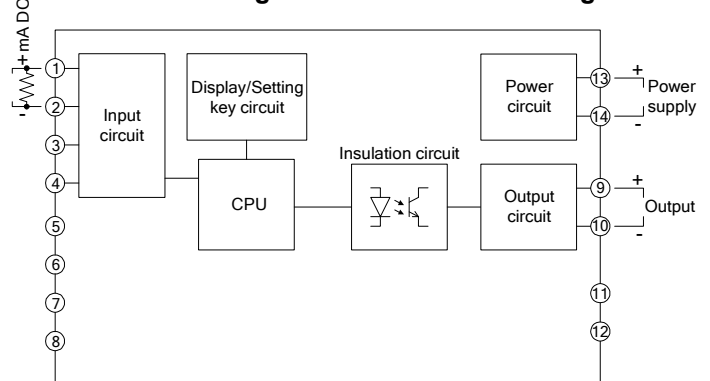 mA DC
+
-
1
2
3
4
5
6
7
8
Input
circuit
Display/Setting
key circuit
CPU
Insulation circuit
Power
circuit
Output
circuit
13
14
+
-
Power
supply
9
10
+
-
Output
11
12